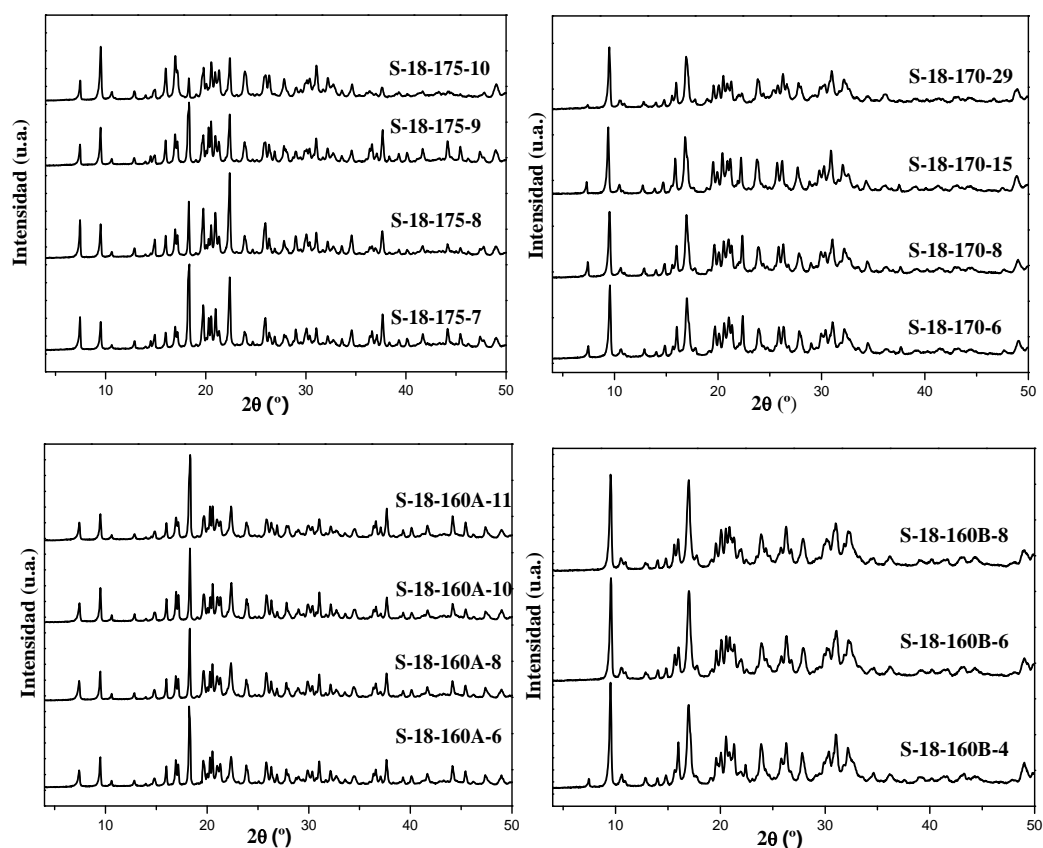 S-18-175-10
S-18-175-9
S-18-175-8
S-18-175-7
Intensidad (u.a.)
10 20 30 40 50
2θ (º)
S-18-170-29
S-18-170-15
S-18-170-8
S-18-170-6
Intensidad (u.a.)
10 20 30 40 50
2θ (º)
S-18-160A-11
S-18-160A-10
S-18-160A-8
S-18-160A-6
Intensidad (u.a.)
10 20 30 40 50
2θ (º)
S-18-160B-8
S-18-160B-6
S-18-160B-4
Intensidad (u.a.)
10 20 30 40 50
2θ (º)